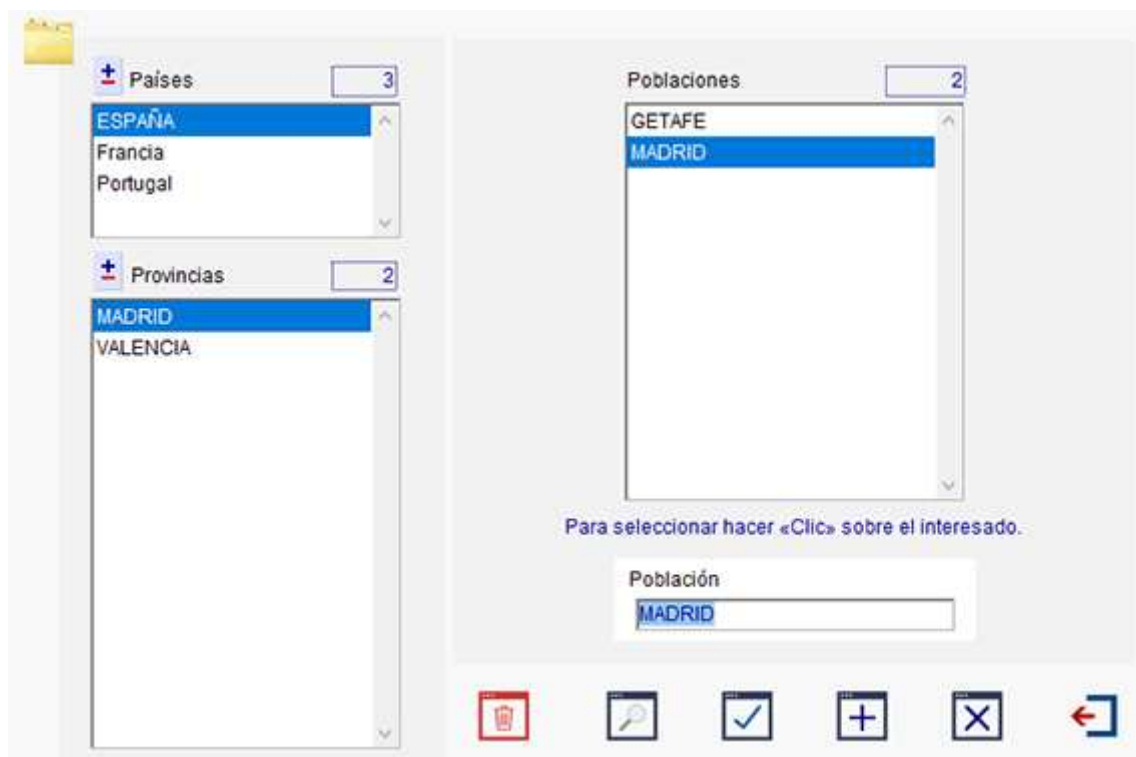 ± Países 3
ESPAÑA
Francia
Portugal
± Provincias 2
MADRID
VALENCIA
Poblaciones 2
GETAFE
MADRID
Para seleccionar hacer «Clic» sobre el interesado.
Población
MADRID